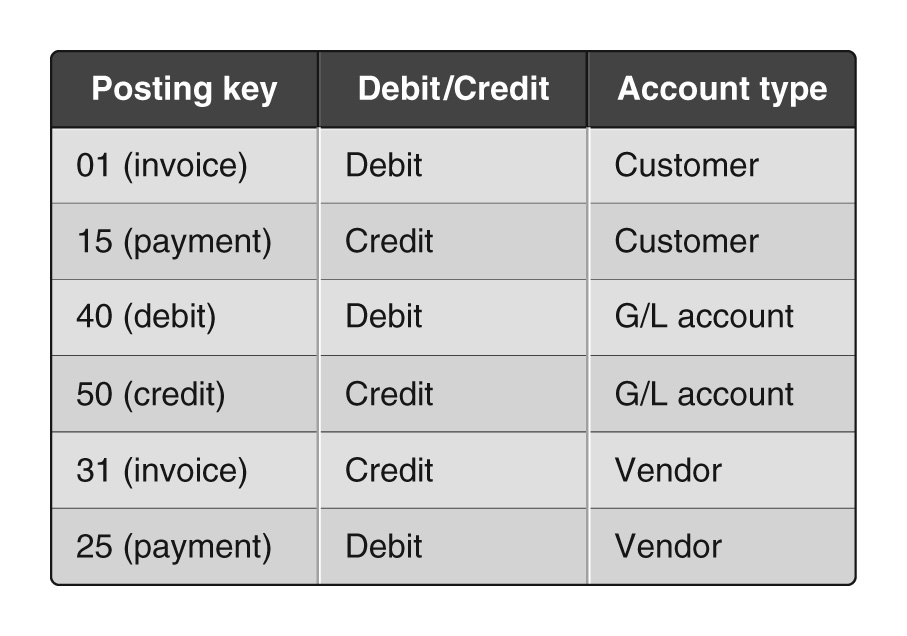 Posting key Debit/Credit Account type
01 (invoice) Debit Customer
15 (payment) Credit Customer
40 (debit) Debit G/L account
50 (credit) Credit G/L account
31 (invoice) Credit Vendor
25 (payment) Debit Vendor